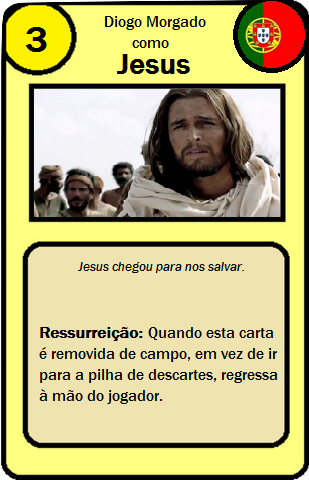 3
Diogo Morgado
como
Jesus
Jesus chegou para nos salvar.
Ressurreição: Quando esta carta
é removida de campo, em vez de ir
para a pilha de descartes, regressa
à mão do jogador.